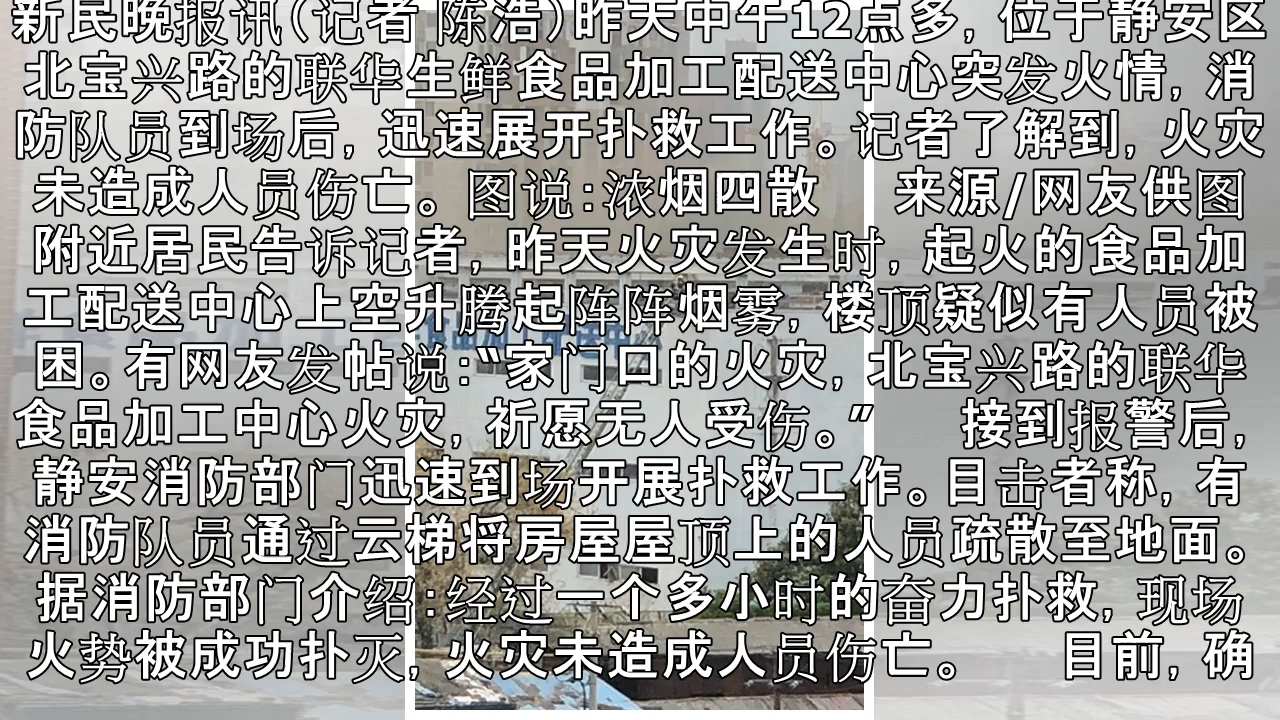 新民晚报讯(记者 陈浩)昨天中午12点多, 位于静安区
北宝兴路的联华生鲜食品加工配送中心突发火情, 消
防队员到场后, 迅速展开扑救工作。记者了解到, 火灾
未造成人员伤亡。图说:浓烟四散 来源/网友供图
附近居民告诉记者, 昨天火灾发生时, 起火的食品加
工配送中心上空升腾起阵阵烟雾, 楼顶疑似有人员被
困。有网友发帖说:“家门口的火灾, 北宝兴路的联华
食品加工中心火灾, 祈愿无人受伤。” 接到报警后,
静安消防部门迅速到场开展扑救工作。目击者称, 有
消防队员通过云梯将房屋屋顶上的人员疏散至地面。
据消防部门介绍:经过一个多小时的奋力扑救, 现场
火势被成功扑灭, 火灾未造成人员伤亡。 目前, 确